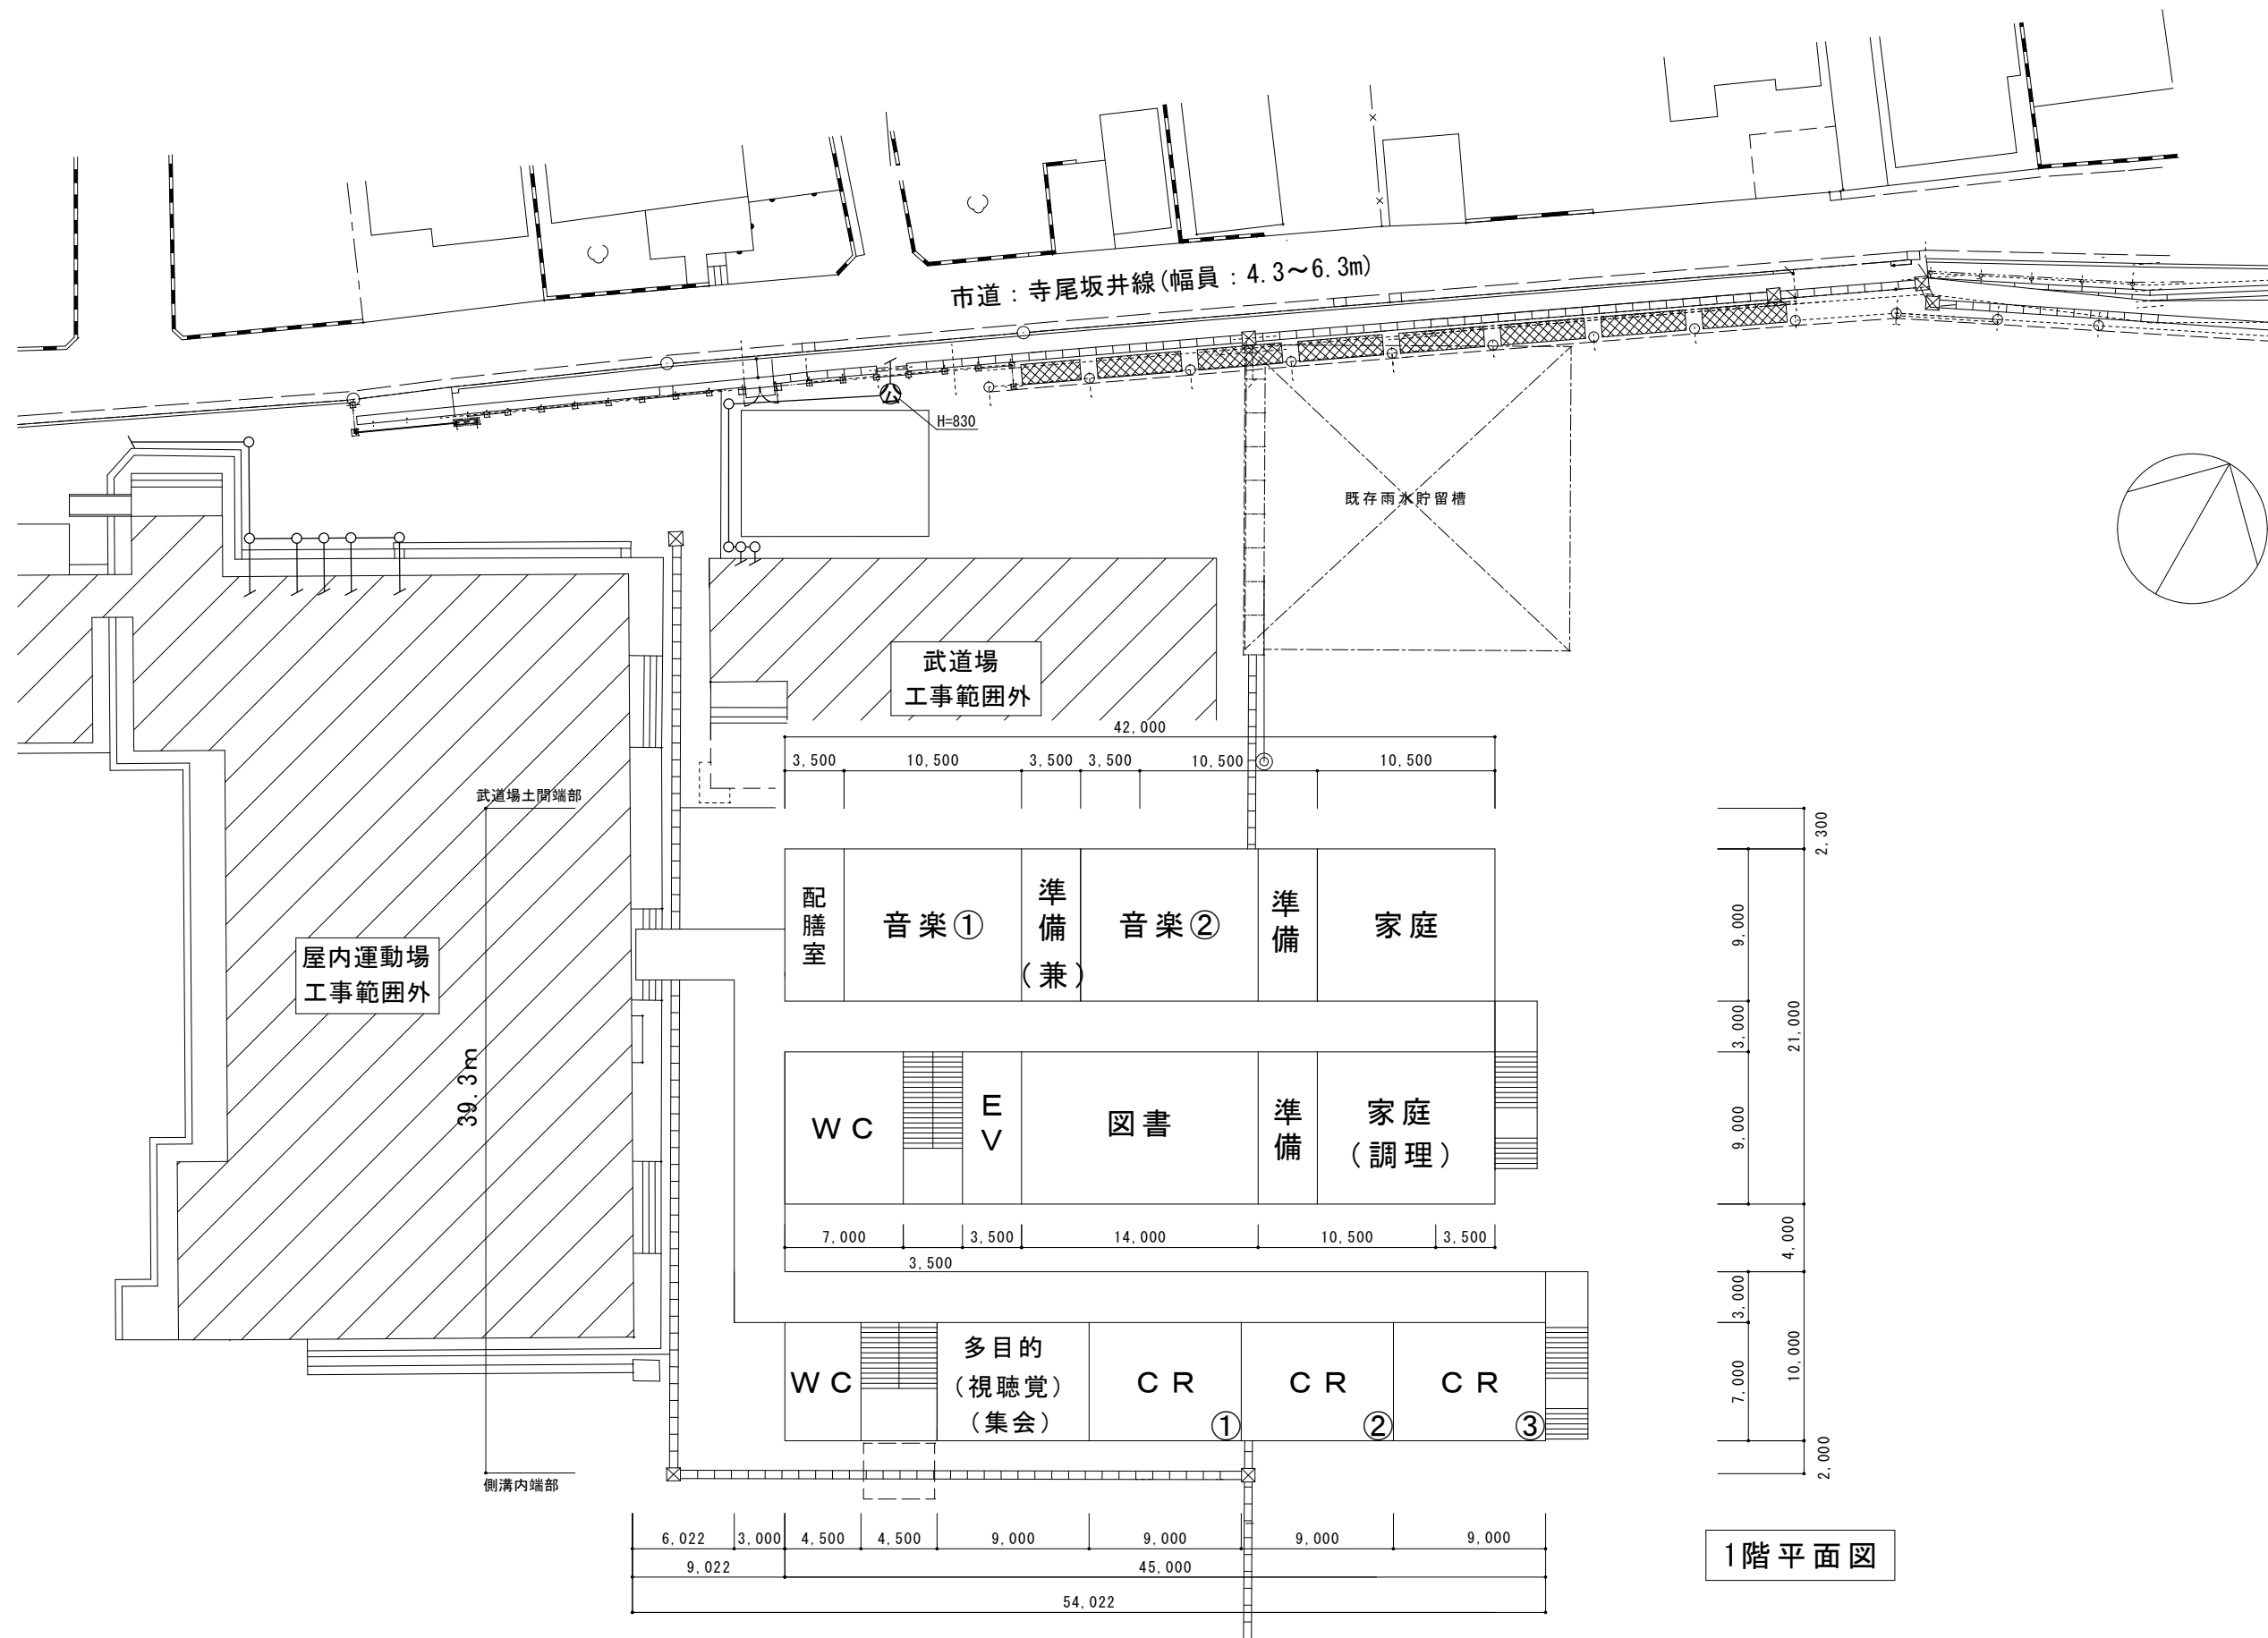 市道：寺尾坂井線(幅員：4.3～6.3m)
公
H=830
既存雨水貯留槽
武道場
工事範囲外
42,000
3,500
10,500
3,500
3,500
10,500
10,500
武道場土間端部
2,300
配膳室
音楽①
準備
(兼)
音楽②
準備
家庭
9,000
屋内運動場
工事範囲外
3,000
21,000
39.3m
WC
EV
図書
準備
家庭
(調理)
9,000
7,000
3,500
14,000
10,500
3,500
3,500
4,000
3,000
WC
多目的
(視聴覚)
(集会)
CR
①
CR
②
CR
③
7,000
10,000
2,000
側溝内端部
6,022
3,000
4,500
4,500
9,000
9,000
9,000
9,000
9,022
45,000
54,022
1階平面図